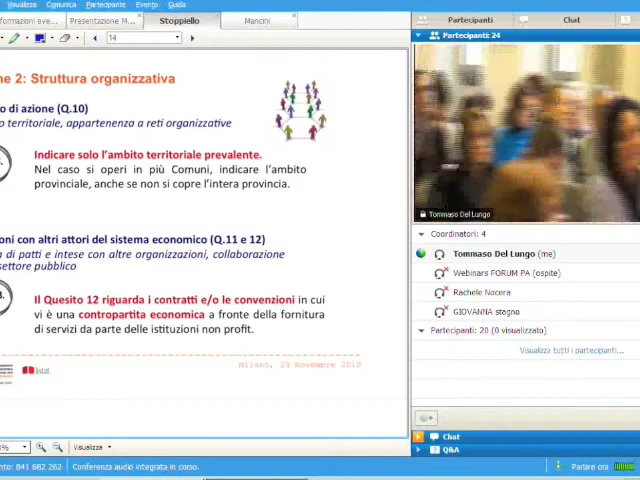 Visualizza Comunica Partecipante Evento Guida
formazioni eve... Presentazione M... Stoppiello Mancini
14
ne 2: Struttura organizzativa
o di azione (Q.10)
o territoriale, appartenenza a reti organizzative
Indicare solo l'ambito territoriale prevalente.
Nel caso si operi in più Comuni, indicare l'ambito
provinciale, anche se non si copre l'intera provincia.
oni con altri attori del sistema economico (Q.11 e 12)
a di patti e intese con altre organizzazioni, collaborazione
settore pubblico
Il Quesito 12 riguarda i contratti e/o le convenzioni in cui
vi è una contropartita economica a fronte della fornitura
di servizi da parte delle istituzioni non profit.
Milano, 23 novembre 2012
istat
% Visualizza
nto: 841 682 262 Conferenza audio integrata in corso.
Partecipanti Chat
Partecipanti: 24
Tommaso Del Lungo
Coordinatori: 4
Tommaso Del Lungo (me)
Webinars FORUM PA (ospite)
Rachele Nocera
GIOVANNA stagno
Partecipanti: 20 (0 visualizzato)
Visualizza tutti i partecipanti...
Chat
Q&A
Parlare ora